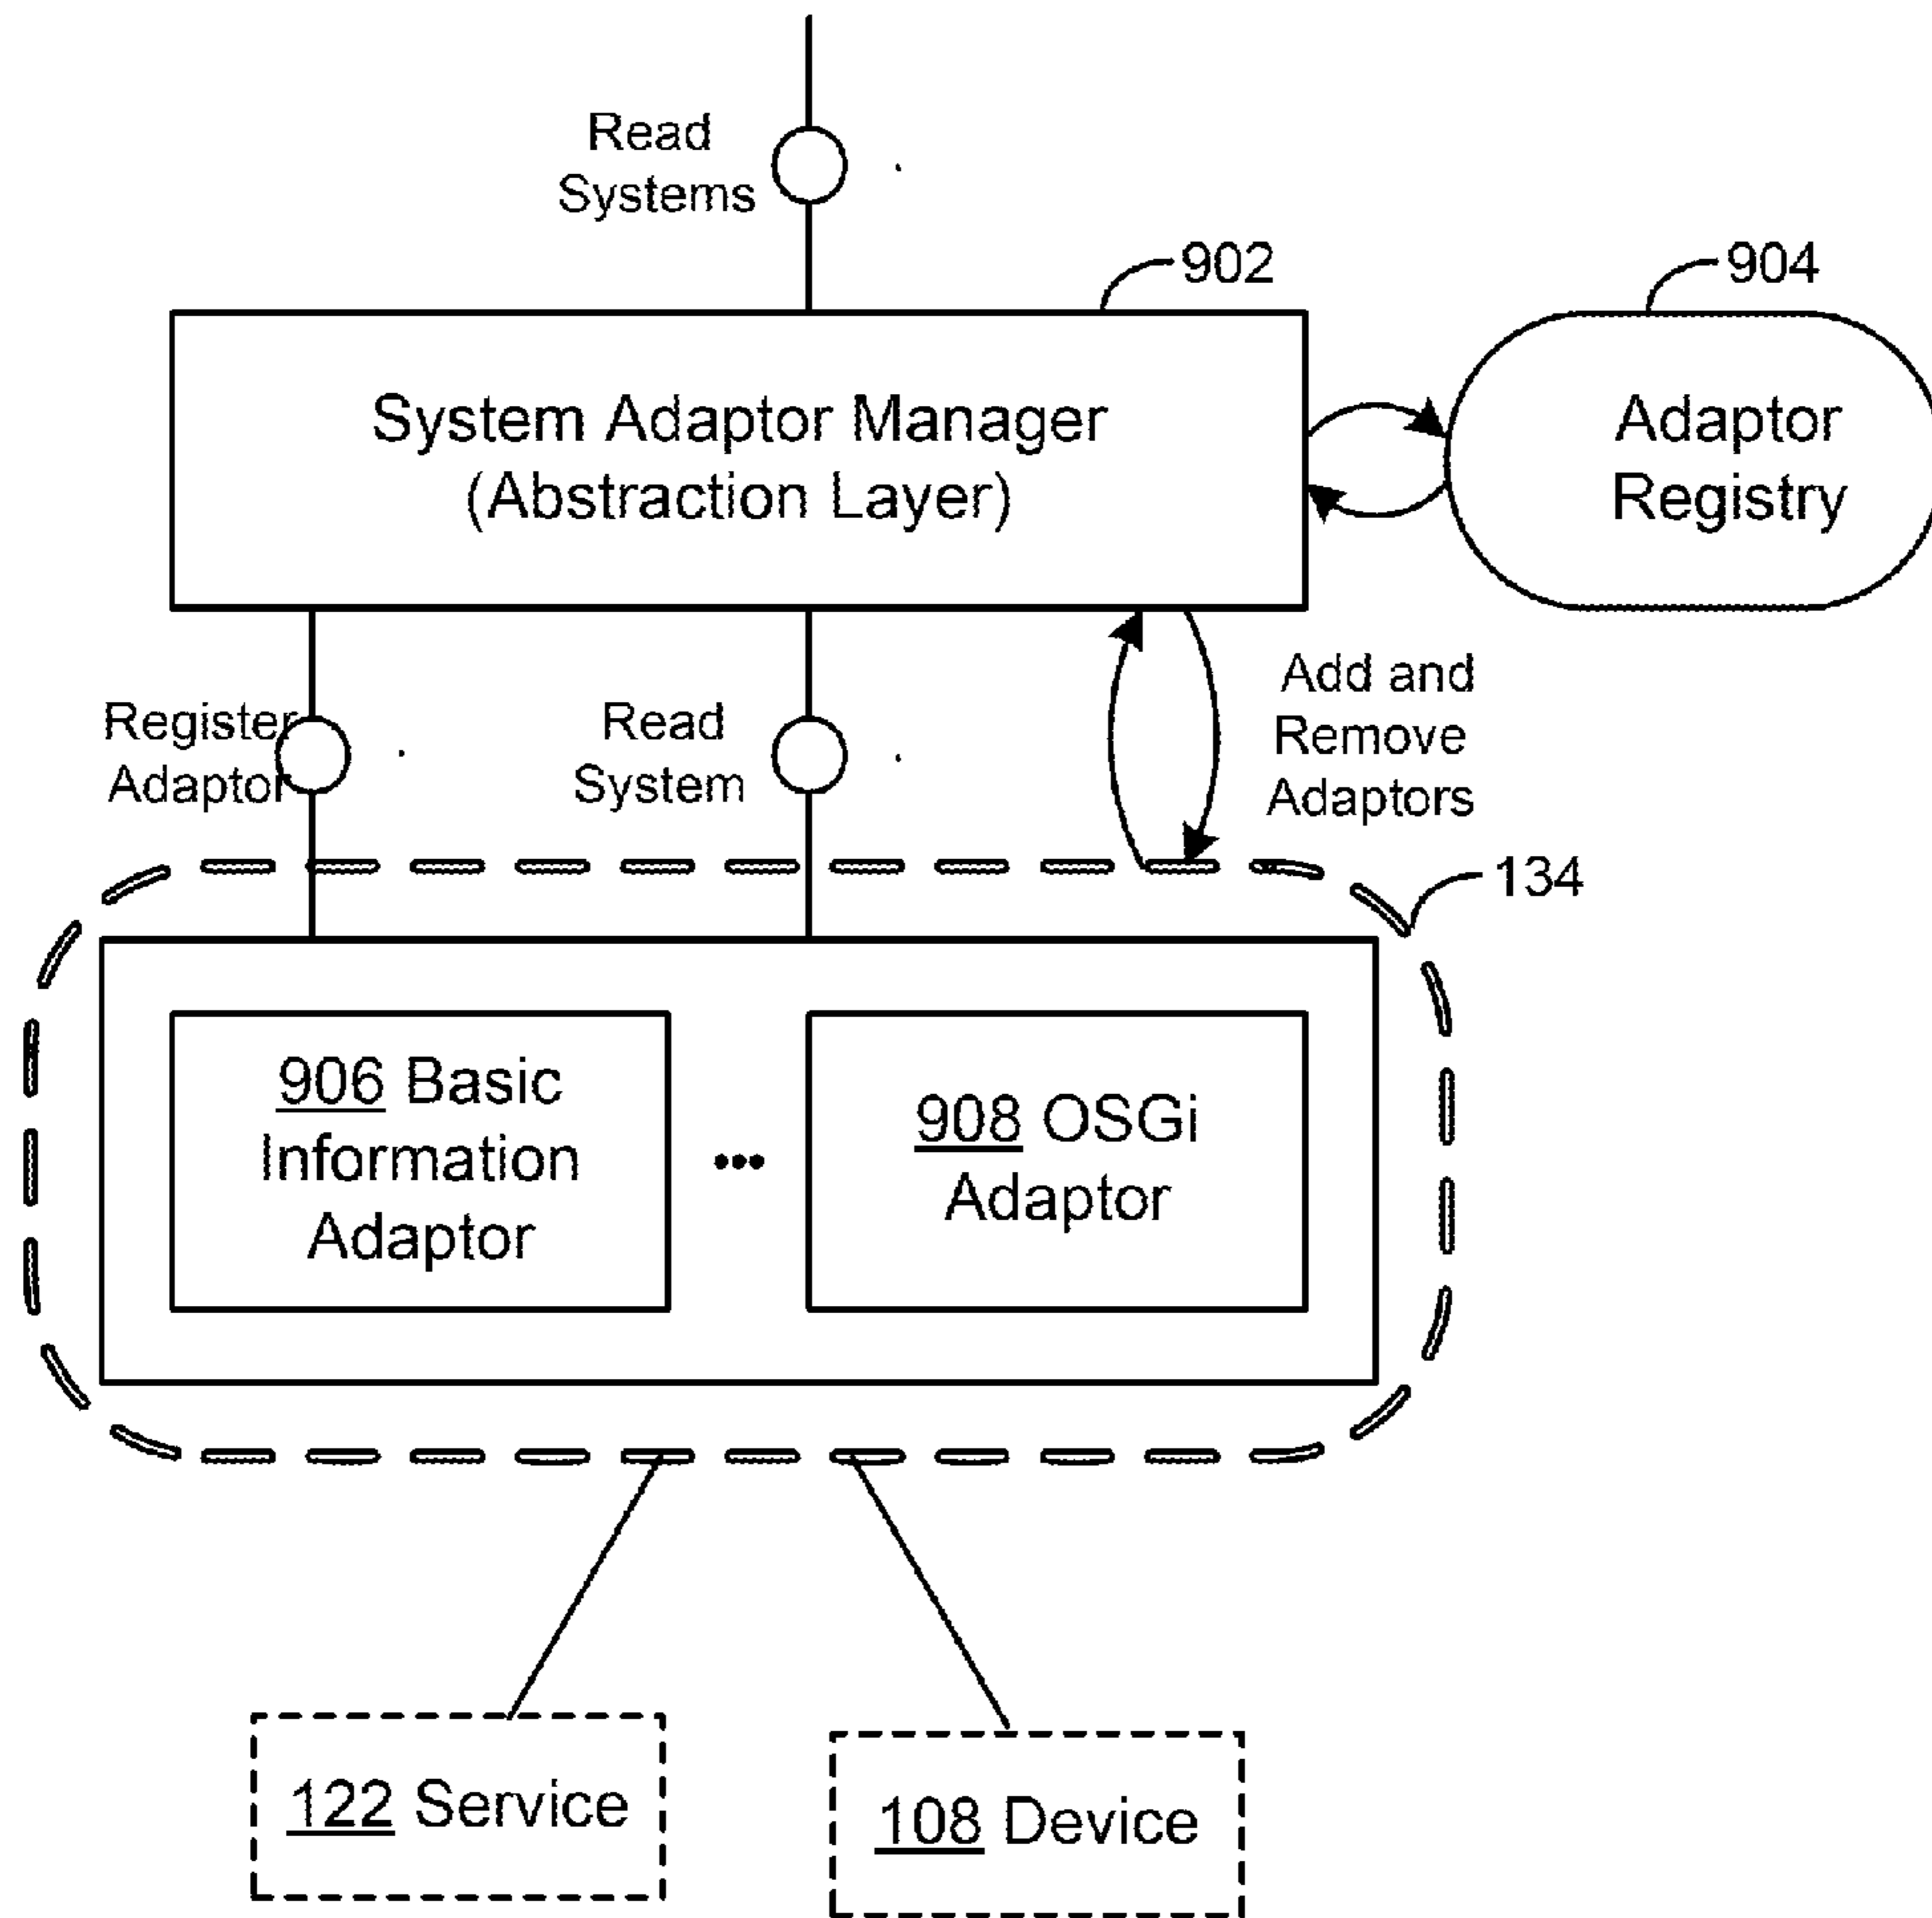 Read
Systems
902
904
System Adaptor Manager
(Abstraction Layer)
Adaptor
Registry
Register
Adaptor
Read
System
Add and
Remove
Adaptors
134
906 Basic
Information
Adaptor
...
908 OSGi
Adaptor
122 Service
108 Device